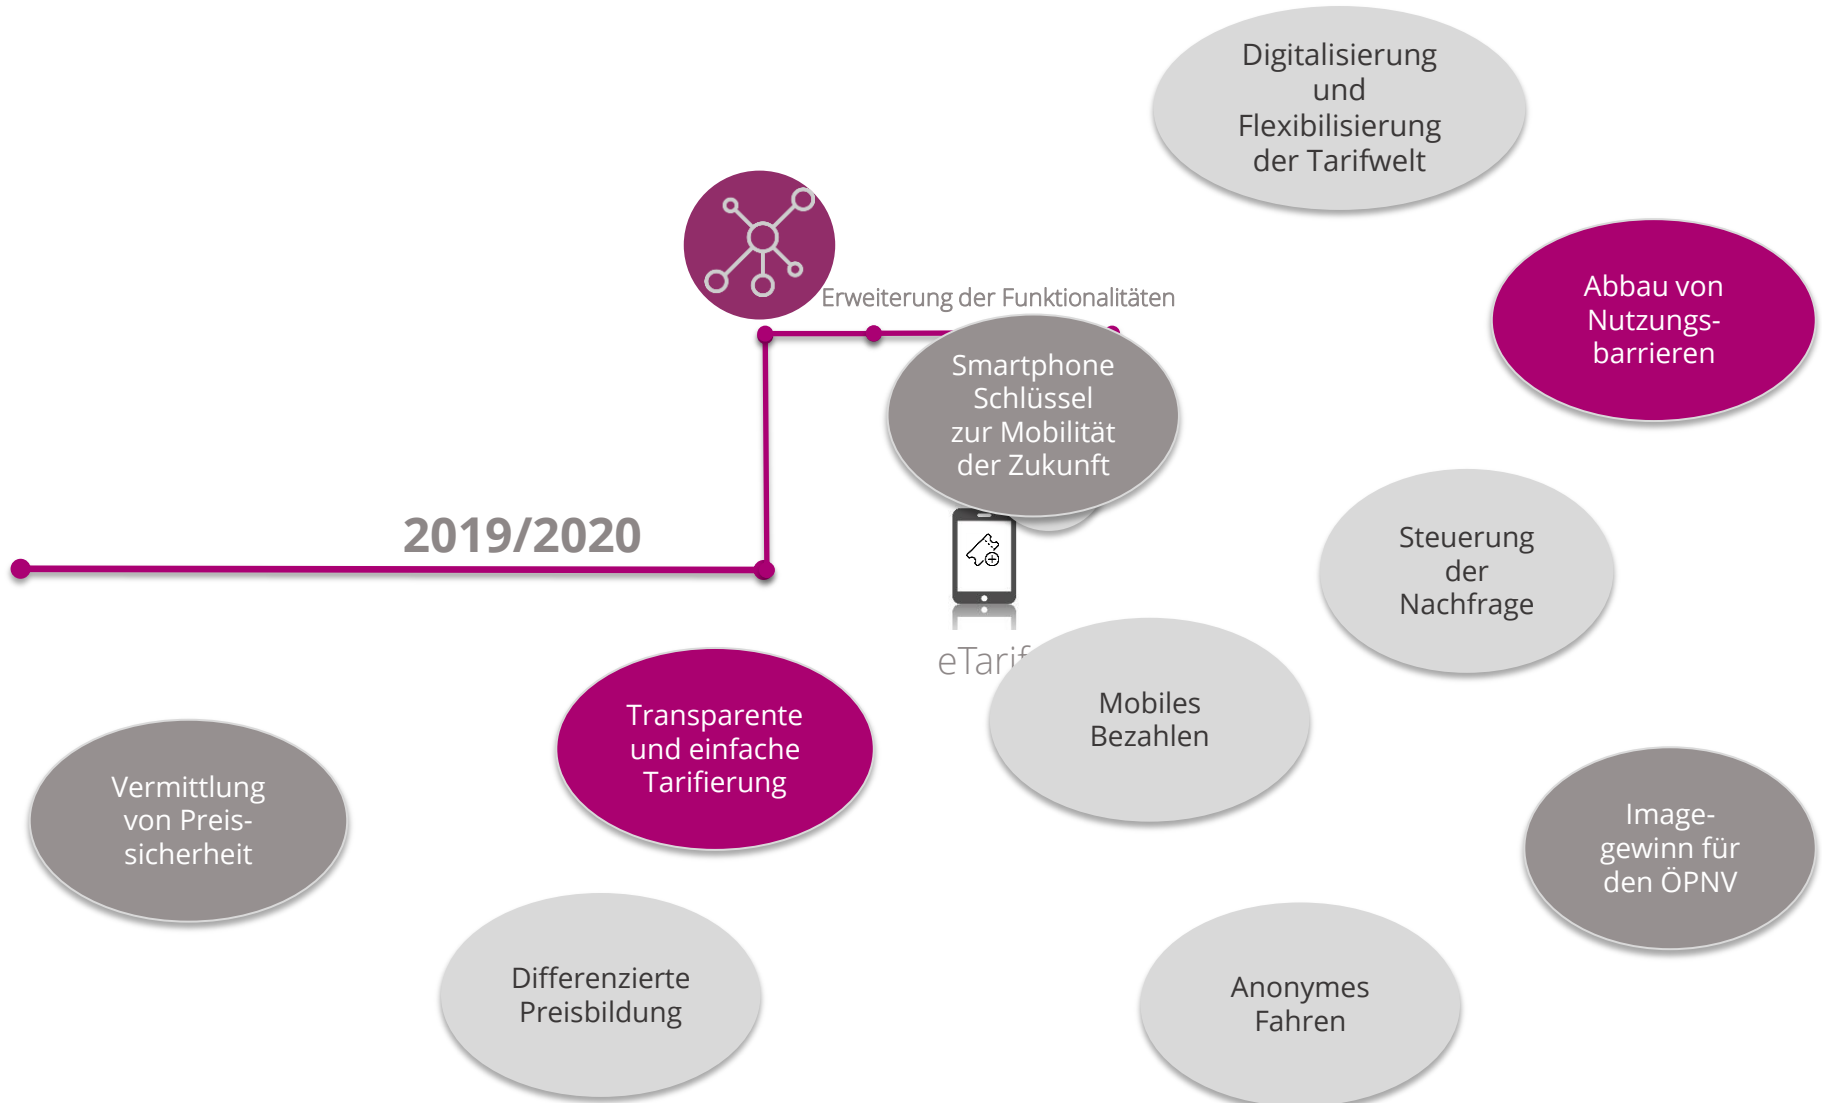 Digitalisierung
und
Flexibilisierung
der Tarifwelt
Abbau von
Nutzungs-
barrieren
Erweiterung der Funktionalitäten
Smartphone
Schlüssel
zur Mobilität
der Zukunft
2019/2020
Steuerung
der
Nachfrage
eTarif
Mobiles
Bezahlen
Transparente
und einfache
Tarifierung
Vermittlung
von Preis-
sicherheit
Image-
gewinn für
den ÖPNV
Differenzierte
Preisbildung
Anonymes
Fahren